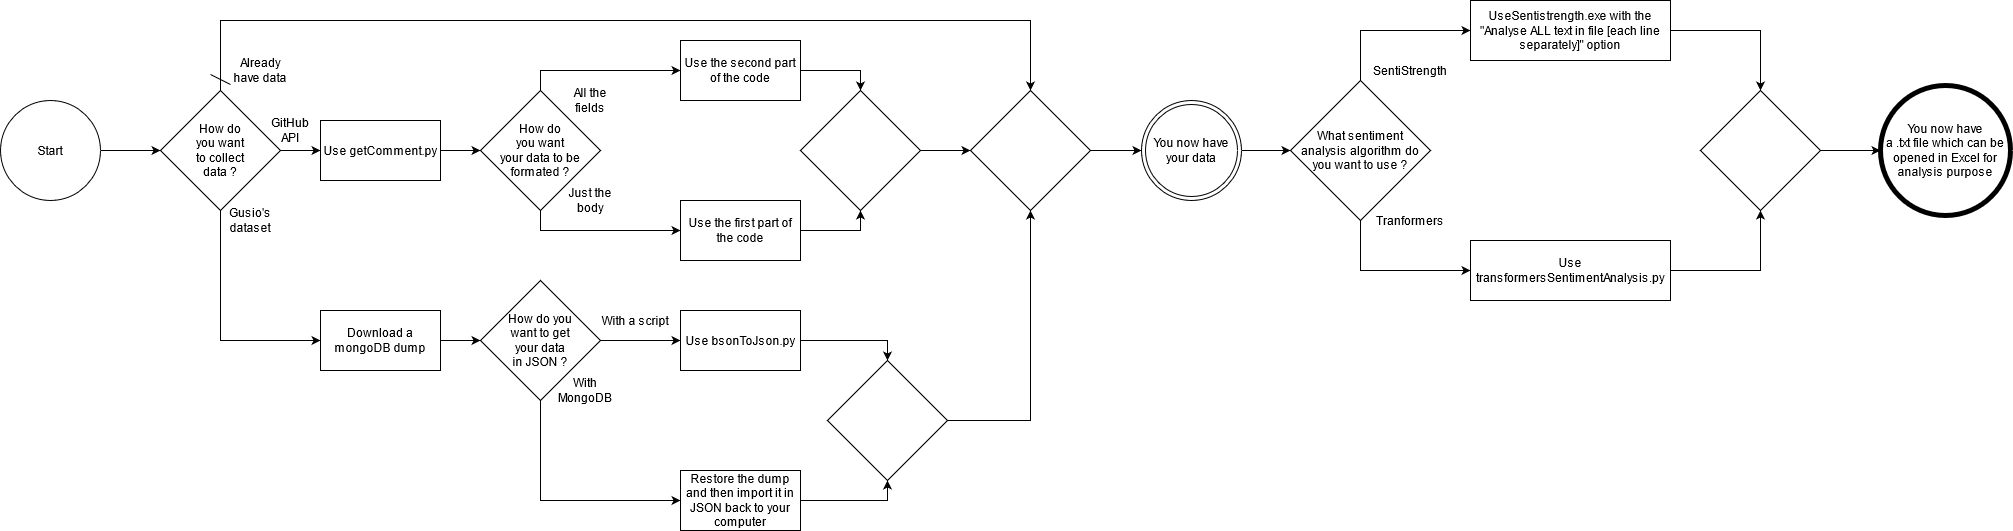 Start
Already
have data
How do
you want
to collect
data ?
GitHub
API
Gusio's
dataset
Use getComment.py
How do
you want
your data to be
formated ?
All the
fields
Just the
body
Use the second part
of the code
Use the first part of
the code
Download a
mongoDB dump
How do you
want to get
your data
in JSON ?
With a script
With
MongoDB
Use bsonToJson.py
Restore the dump
and then import it in
JSON back to your
computer
You now have
your data
What sentiment
analysis algorithm do
you want to use ?
SentiStrength
Tranformers
UseSentistrength.exe with the
"Analyse ALL text in file [each line
separately]" option
Use
transformersSentimentAnalysis.py
You now have
a .txt file which can be
opened in Excel for
analysis purpose